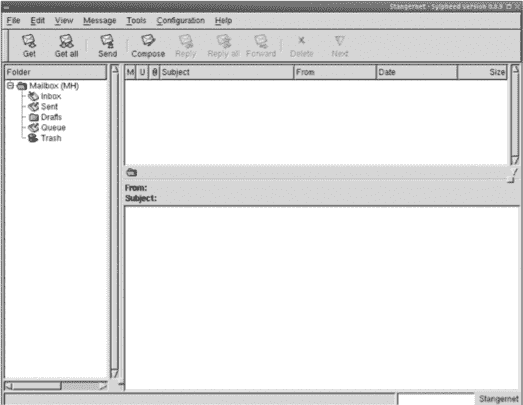 Stangernet - Sylpheed version 0.8.9
File Edit View Message Tools Configuration Help
Get Get all Send Compose Reply Reply all Forward Delete Next
Folder M U Subject From Date Size
Mailbox (MH)
Inbox
Sent
Drafts
Queue
Trash
From:
Subject:
Stangernet